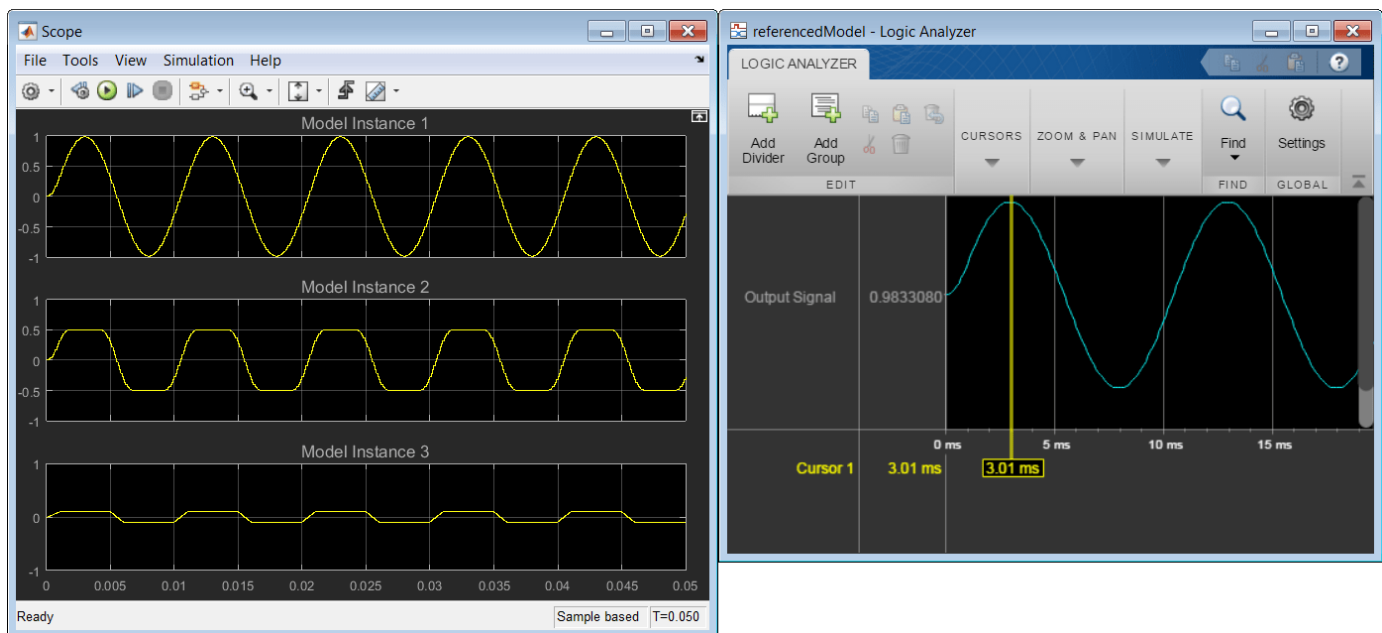 Scope
File Tools View Simulation Help
Model Instance 1
1
0.5
0
-0.5
-1
Model Instance 2
1
0.5
0
-0.5
-1
Model Instance 3
1
0
-1
0 0.005 0.01 0.015 0.02 0.025 0.03 0.035 0.04 0.045 0.05
Ready Sample based T=0.050
referencedModel - Logic Analyzer
LOGIC ANALYZER
?
Add Divider
Add Group
EDIT
CURSORS
ZOOM & PAN
SIMULATE
Find
FIND
Settings
GLOBAL
Output Signal 0.9833080
0 ms 5 ms 10 ms 15 ms
Cursor 1 3.01 ms 3.01 ms